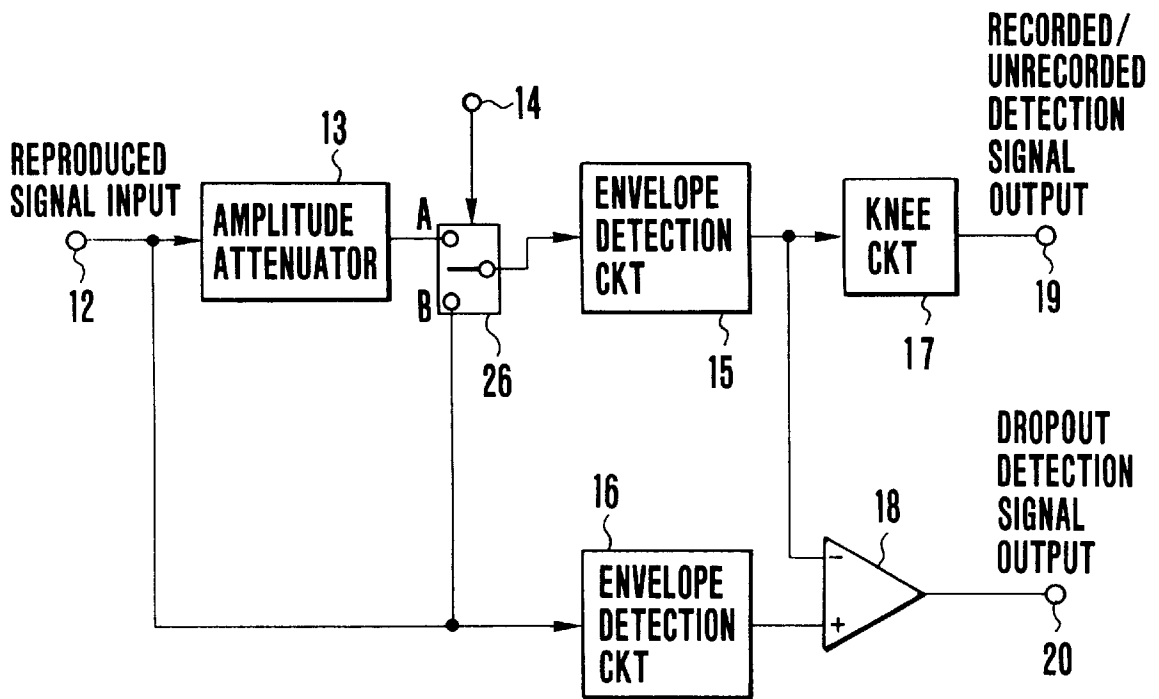 REPRODUCED
SIGNAL INPUT
12
13
AMPLITUDE
ATTENUATOR
14
A
B
26
ENVELOPE
DETECTION
CKT
15
KNEE
CKT
17
RECORDED/
UNRECORDED
DETECTION
SIGNAL
OUTPUT
19
16
ENVELOPE
DETECTION
CKT
18
-
+
DROPOUT
DETECTION
SIGNAL
OUTPUT
20